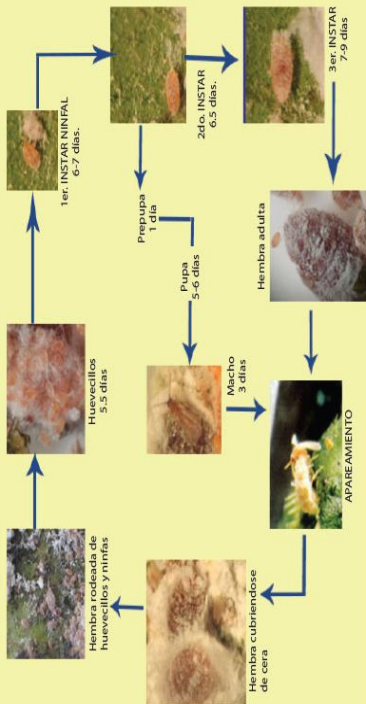 Huevecillos
5.5 días
1er. INSTAR NINFAL
6-7 días.
2do. INSTAR
6.5 días.
3er. INSTAR
7-9 días
Prepupa
1 día
Pupa
5-6 días
Macho
3 días
Hembra adulta
APAREAMIENTO
Hembra cubriendose
de cera
Hembra rodeada de
huevecillos y ninfas